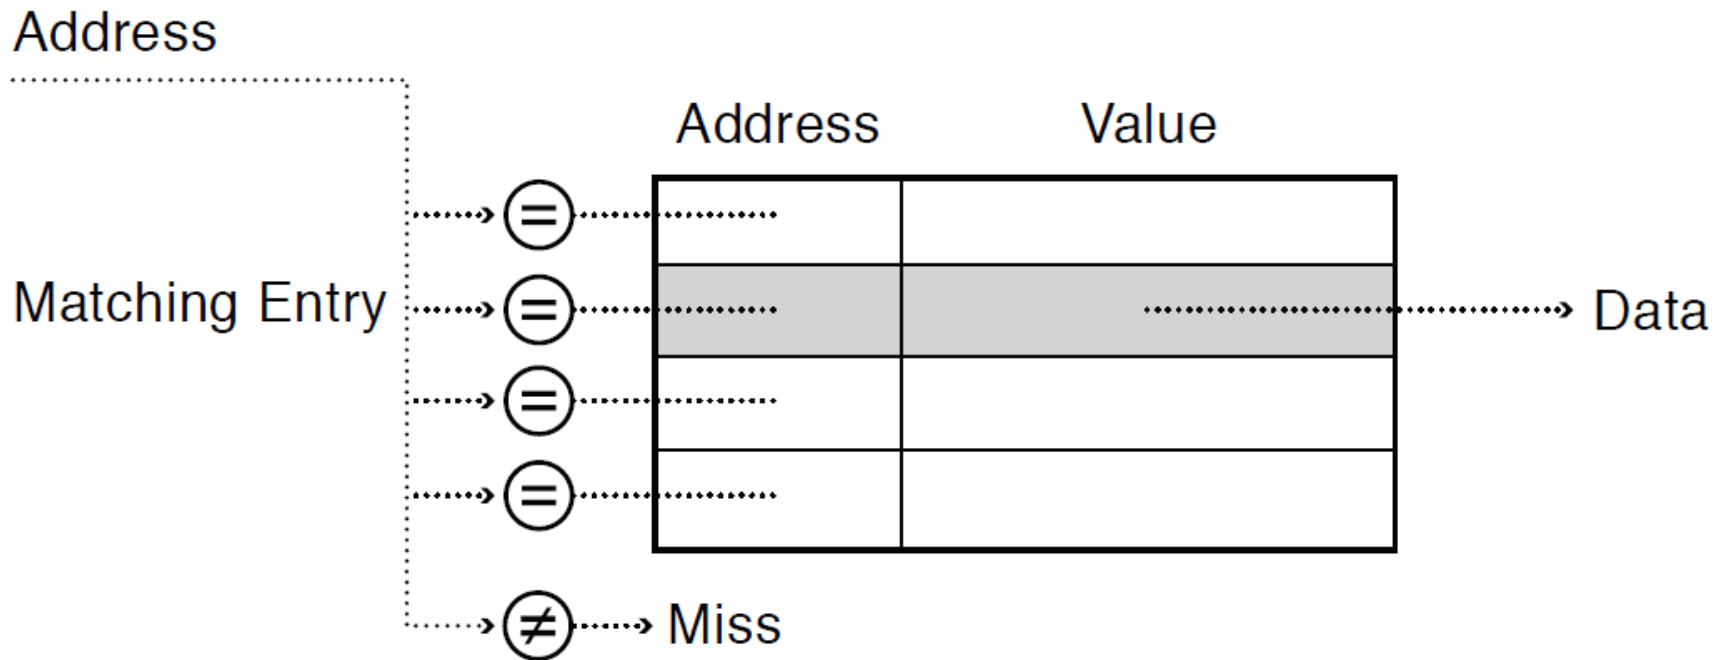 Address
Address Value
=
Matching Entry = Data
=
=
≠ Miss